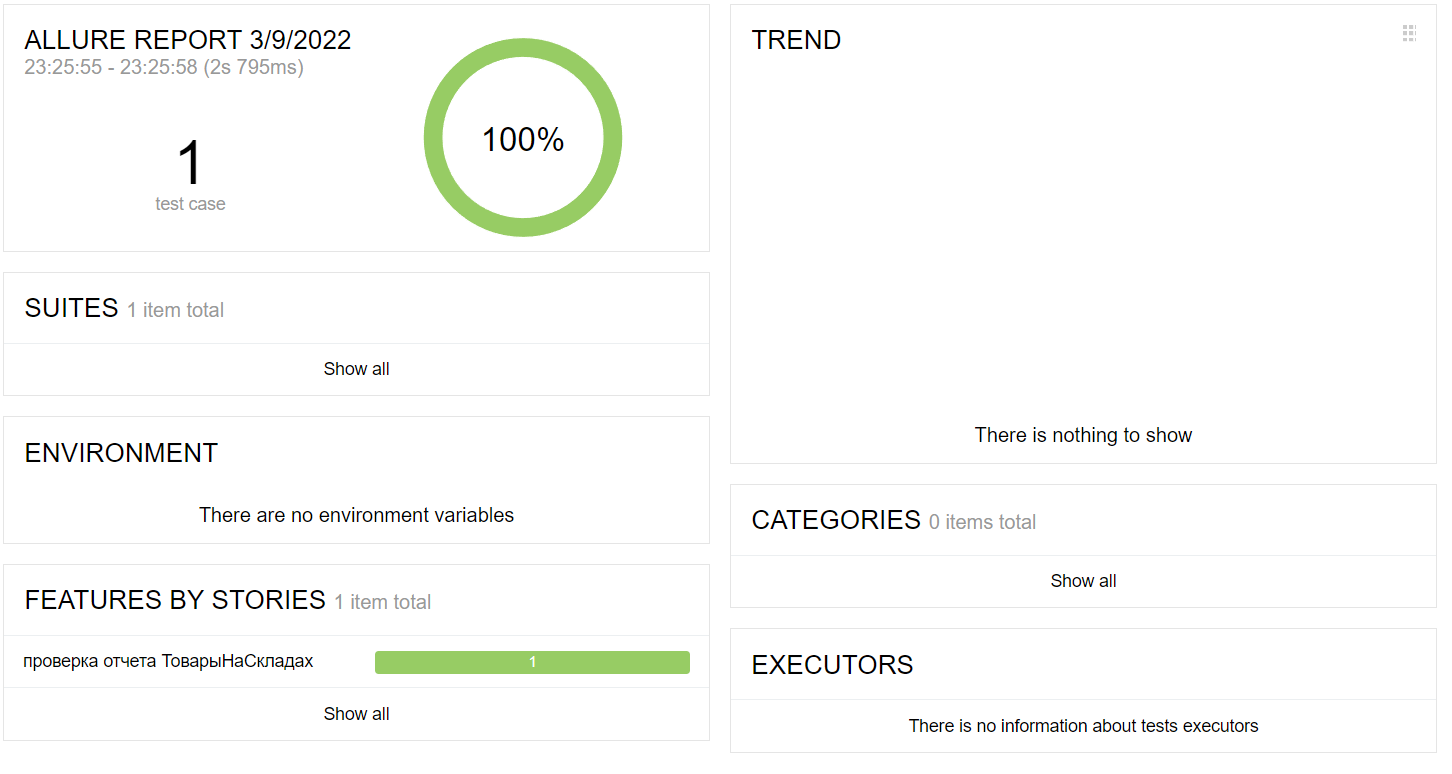 ALLURE REPORT 3/9/2022
23:25:55 - 23:25:58 (2s 795ms)
1
test case
100%
SUITES 1 item total
Show all
ENVIRONMENT
There are no environment variables
FEATURES BY STORIES 1 item total
проверка отчета ТоварыНаСкладах 1
Show all
TREND
There is nothing to show
CATEGORIES 0 items total
Show all
EXECUTORS
There is no information about tests executors